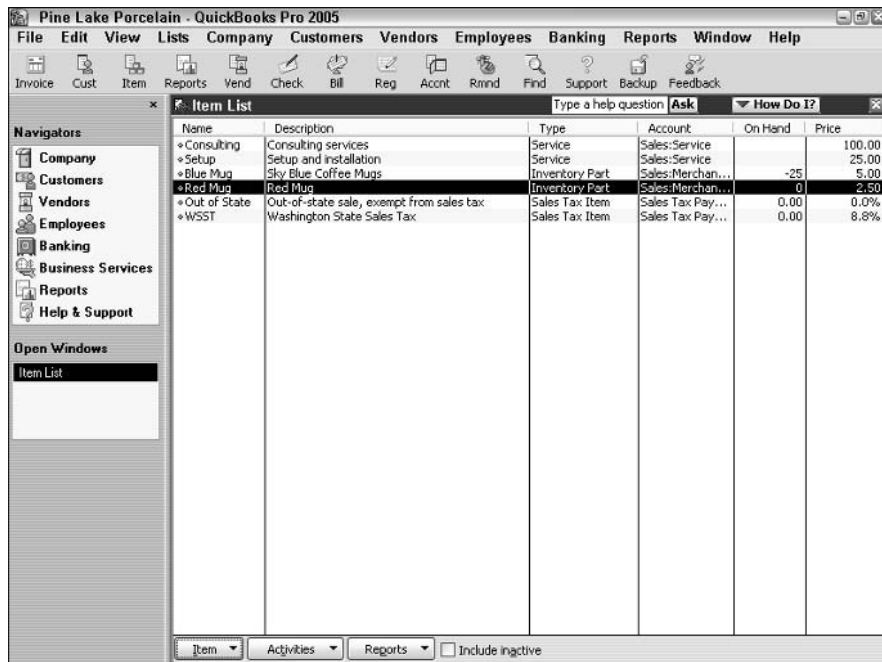 Pine Lake Porcelain - QuickBooks Pro 2005
File Edit View Lists Company Customers Vendors Employees Banking Reports Window Help
Invoice Cust Item Reports Vend Check Bill Reg Accnt Rmnd Find Support Backup Feedback
Item List Type a help question Ask How Do I?
Navigators
Company
Customers
Vendors
Employees
Banking
Business Services
Reports
Help & Support
Open Windows
Item List
Name Description Type Account On Hand Price
Consulting Consulting services Service Sales:Service 100.00
Setup Setup and installation Service Sales:Service 25.00
Blue Mug Sky Blue Coffee Mugs Inventory Part Sales:Merchan... -25 5.00
Red Mug Red Mug Inventory Part Sales:Merchan... 0 2.50
Out of State Out-of-state sale, exempt from sales tax Sales Tax Item Sales Tax Pay... 0.00 0.0%
WSST Washington State Sales Tax Sales Tax Item Sales Tax Pay... 0.00 8.8%
Item Activities Reports Include inactive